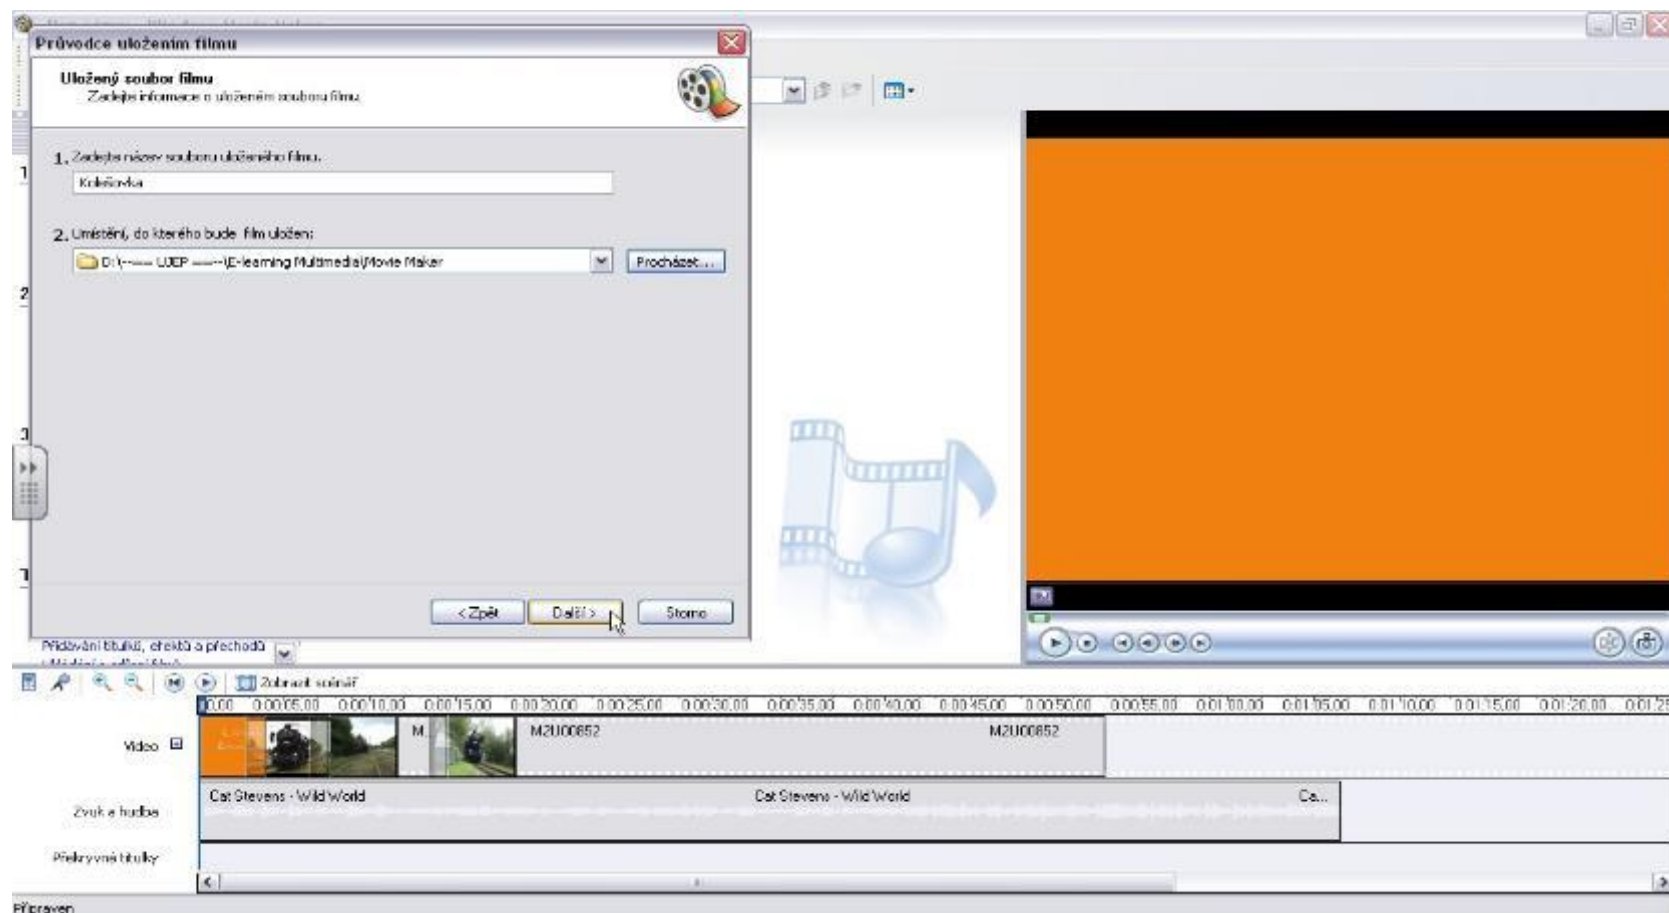 Průvodce uložením filmu
Uložený soubor filmu
Zadejte informace o uloženém souboru filmu.
1. Zadejte název souboru uloženého filmu.
Kolešovka
2. Umístění, do kterého bude film uložen:
D:\--== UJEP ==--\E-learning Multimedia\Movie Maker
Procházet...
< Zpět
Další >
Storno
Přidávání titulků, efektů a přechodů
Zobrazit scénář
0:00 0:00:05,00 0:00:10,00 0:00:15,00 0:00:20,00 0:00:25,00 0:00:30,00 0:00:35,00 0:00:40,00 0:00:45,00 0:00:50,00 0:00:55,00 0:01:00,00 0:01:05,00 0:01:10,00 0:01:15,00 0:01:20,00 0:01:25
Video
M... M2U00852 M2U00852
Zvuk a hudba
Cat Stevens - Wild World Cat Stevens - Wild World Ca...
Překryvné titulky
Připraven